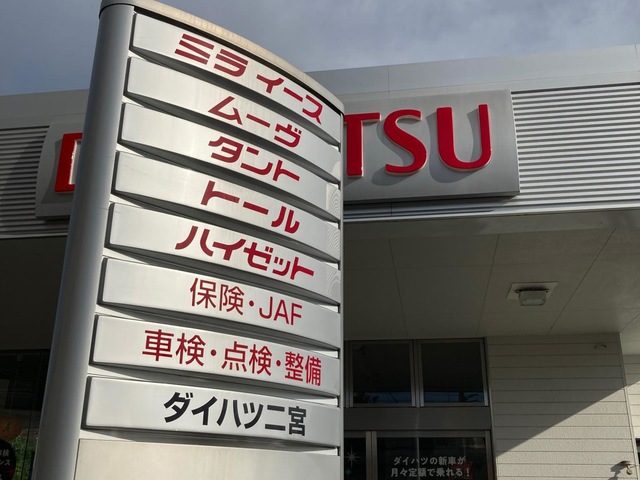 ミライース
ムーヴ
タント
トール
ハイゼット
保険・JAF
車検・点検・整備
ダイハツ二宮
D TSU
ダイハツの新車が
月々定額で乗れる!